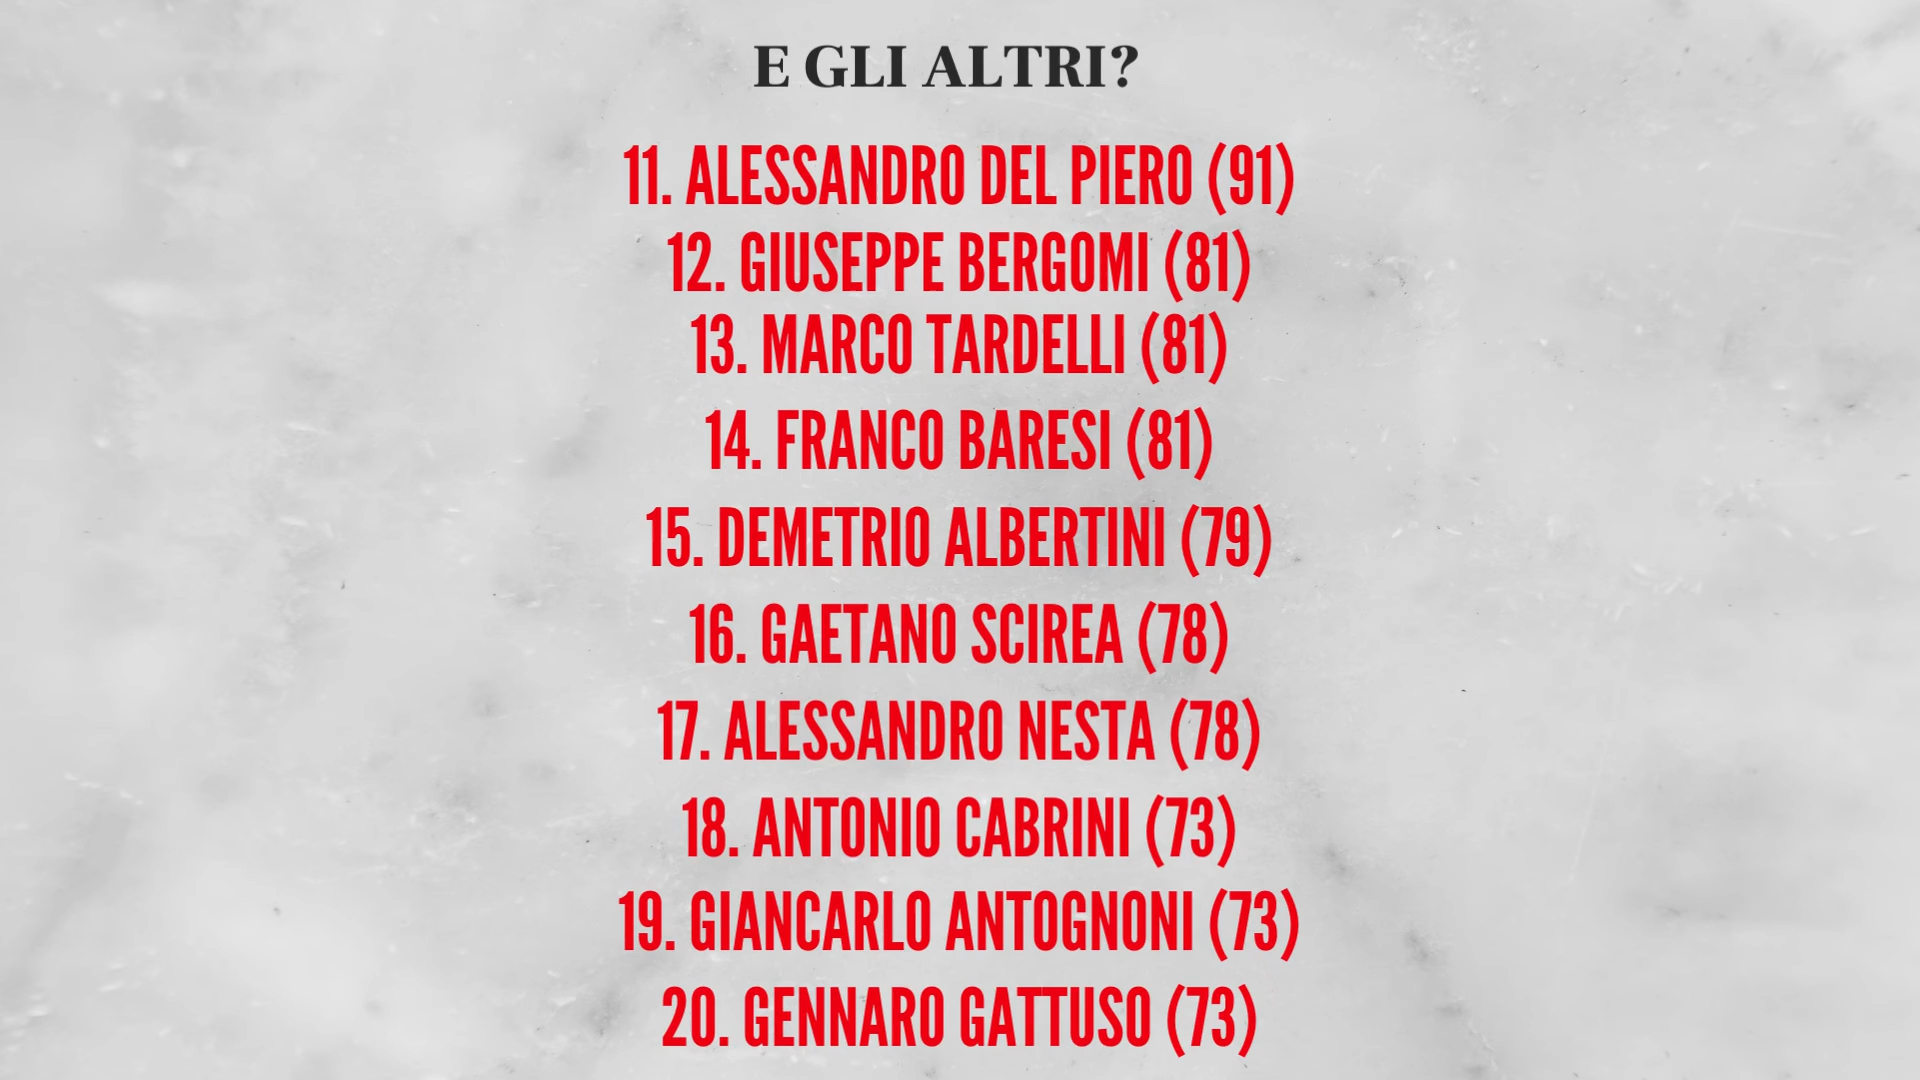 E GLI ALTRI?
11. ALESSANDRO DEL PIERO (91)
12. GIUSEPPE BERGOMI (81)
13. MARCO TARDELLI (81)
14. FRANCO BARESI (81)
15. DEMETRIO ALBERTINI (79)
16. GAETANO SCIREA (78)
17. ALESSANDRO NESTA (78)
18. ANTONIO CABRINI (73)
19. GIANCARLO ANTOGNONI (73)
20. GENNARO GATTUSO (73)